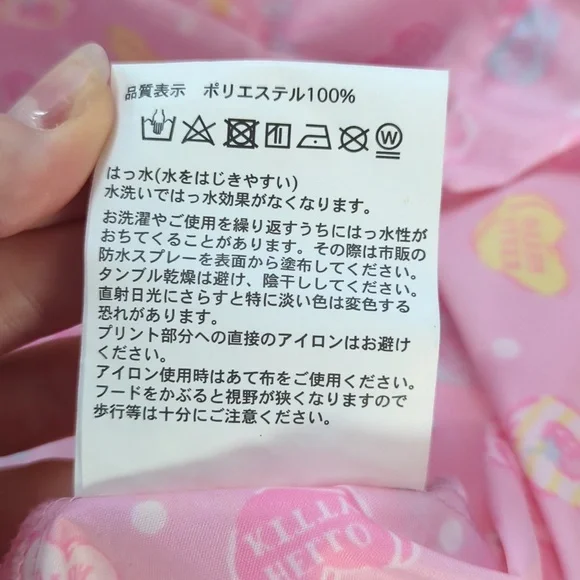 品質表示 ポリエステル100%
W
はっ水(水をはじきやすい)
水洗いではっ水効果がなくなります。
お洗濯やご使用を繰り返すうちにはっ水性が
おちてくることがあります。その際は市販の
防水スプレーを表面から塗布してください。
タンブル乾燥は避け、陰干ししてください。
直射日光にさらすと特に淡い色は変色する
恐れがあります。
プリント部分への直接のアイロンはお避け
ください。
アイロン使用時はあて布をご使用ください。
フードをかぶると視野が狭くなりますので
歩行等は十分にご注意ください。
KITTY
HELLO